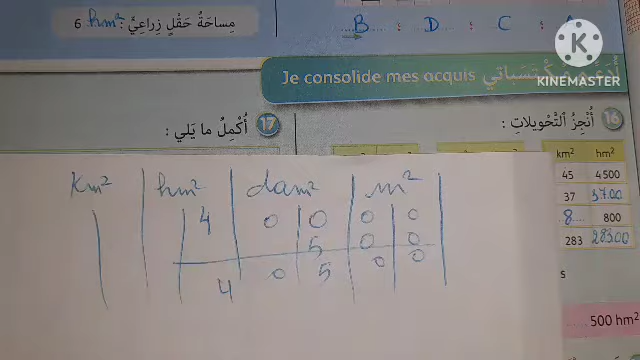 مِساحَةُ حَقْلٍ زِراعِيٍّ : 6 hm²
B : D : C :
KINEMASTER
Je consolide mes acquis
17 أُكْمِلُ ما يَلي :
16 أُنْجِزُ ٱلتَّحْويلاتِ :
km² hm²
45 4500
37 3700
8 800
283 28300
Km² hm² dam² m²
4 0 0 0 0
5 0 0
4 0 5 0 0
500 hm²